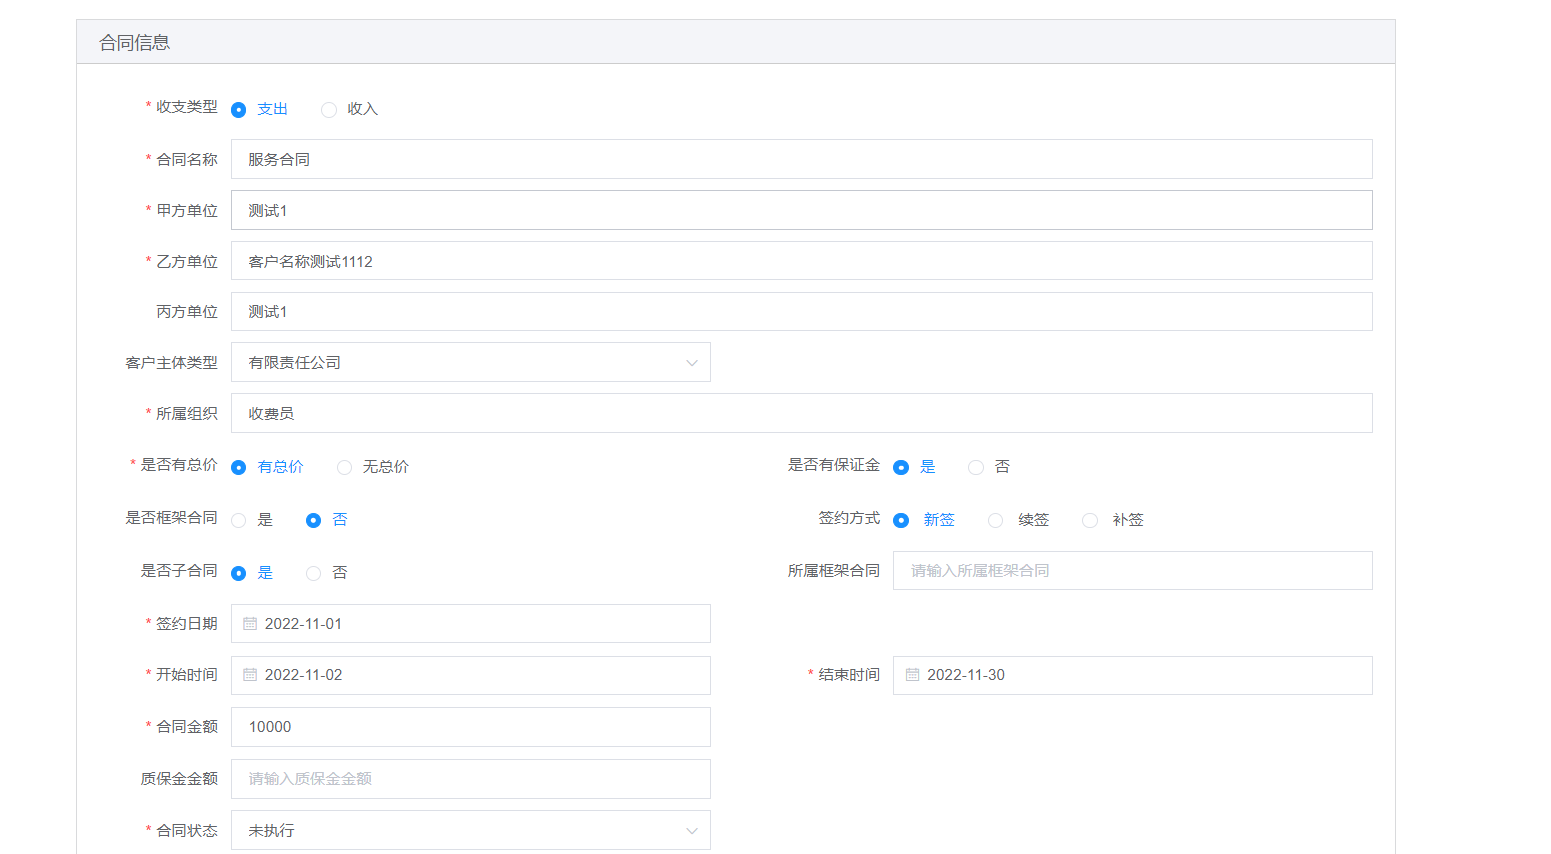 合同信息
* 收支类型 支出 收入
* 合同名称 服务合同
* 甲方单位 测试1
* 乙方单位 客户名称测试1112
丙方单位 测试1
客户主体类型 有限责任公司
* 所属组织 收费员
* 是否有总价 有总价 无总价 是否有保证金 是 否
是否框架合同 是 否 签约方式 新签 续签 补签
是否子合同 是 否 所属框架合同 请输入所属框架合同
* 签约日期 2022-11-01
* 开始时间 2022-11-02 * 结束时间 2022-11-30
* 合同金额 10000
质保金金额 请输入质保金金额
* 合同状态 未执行